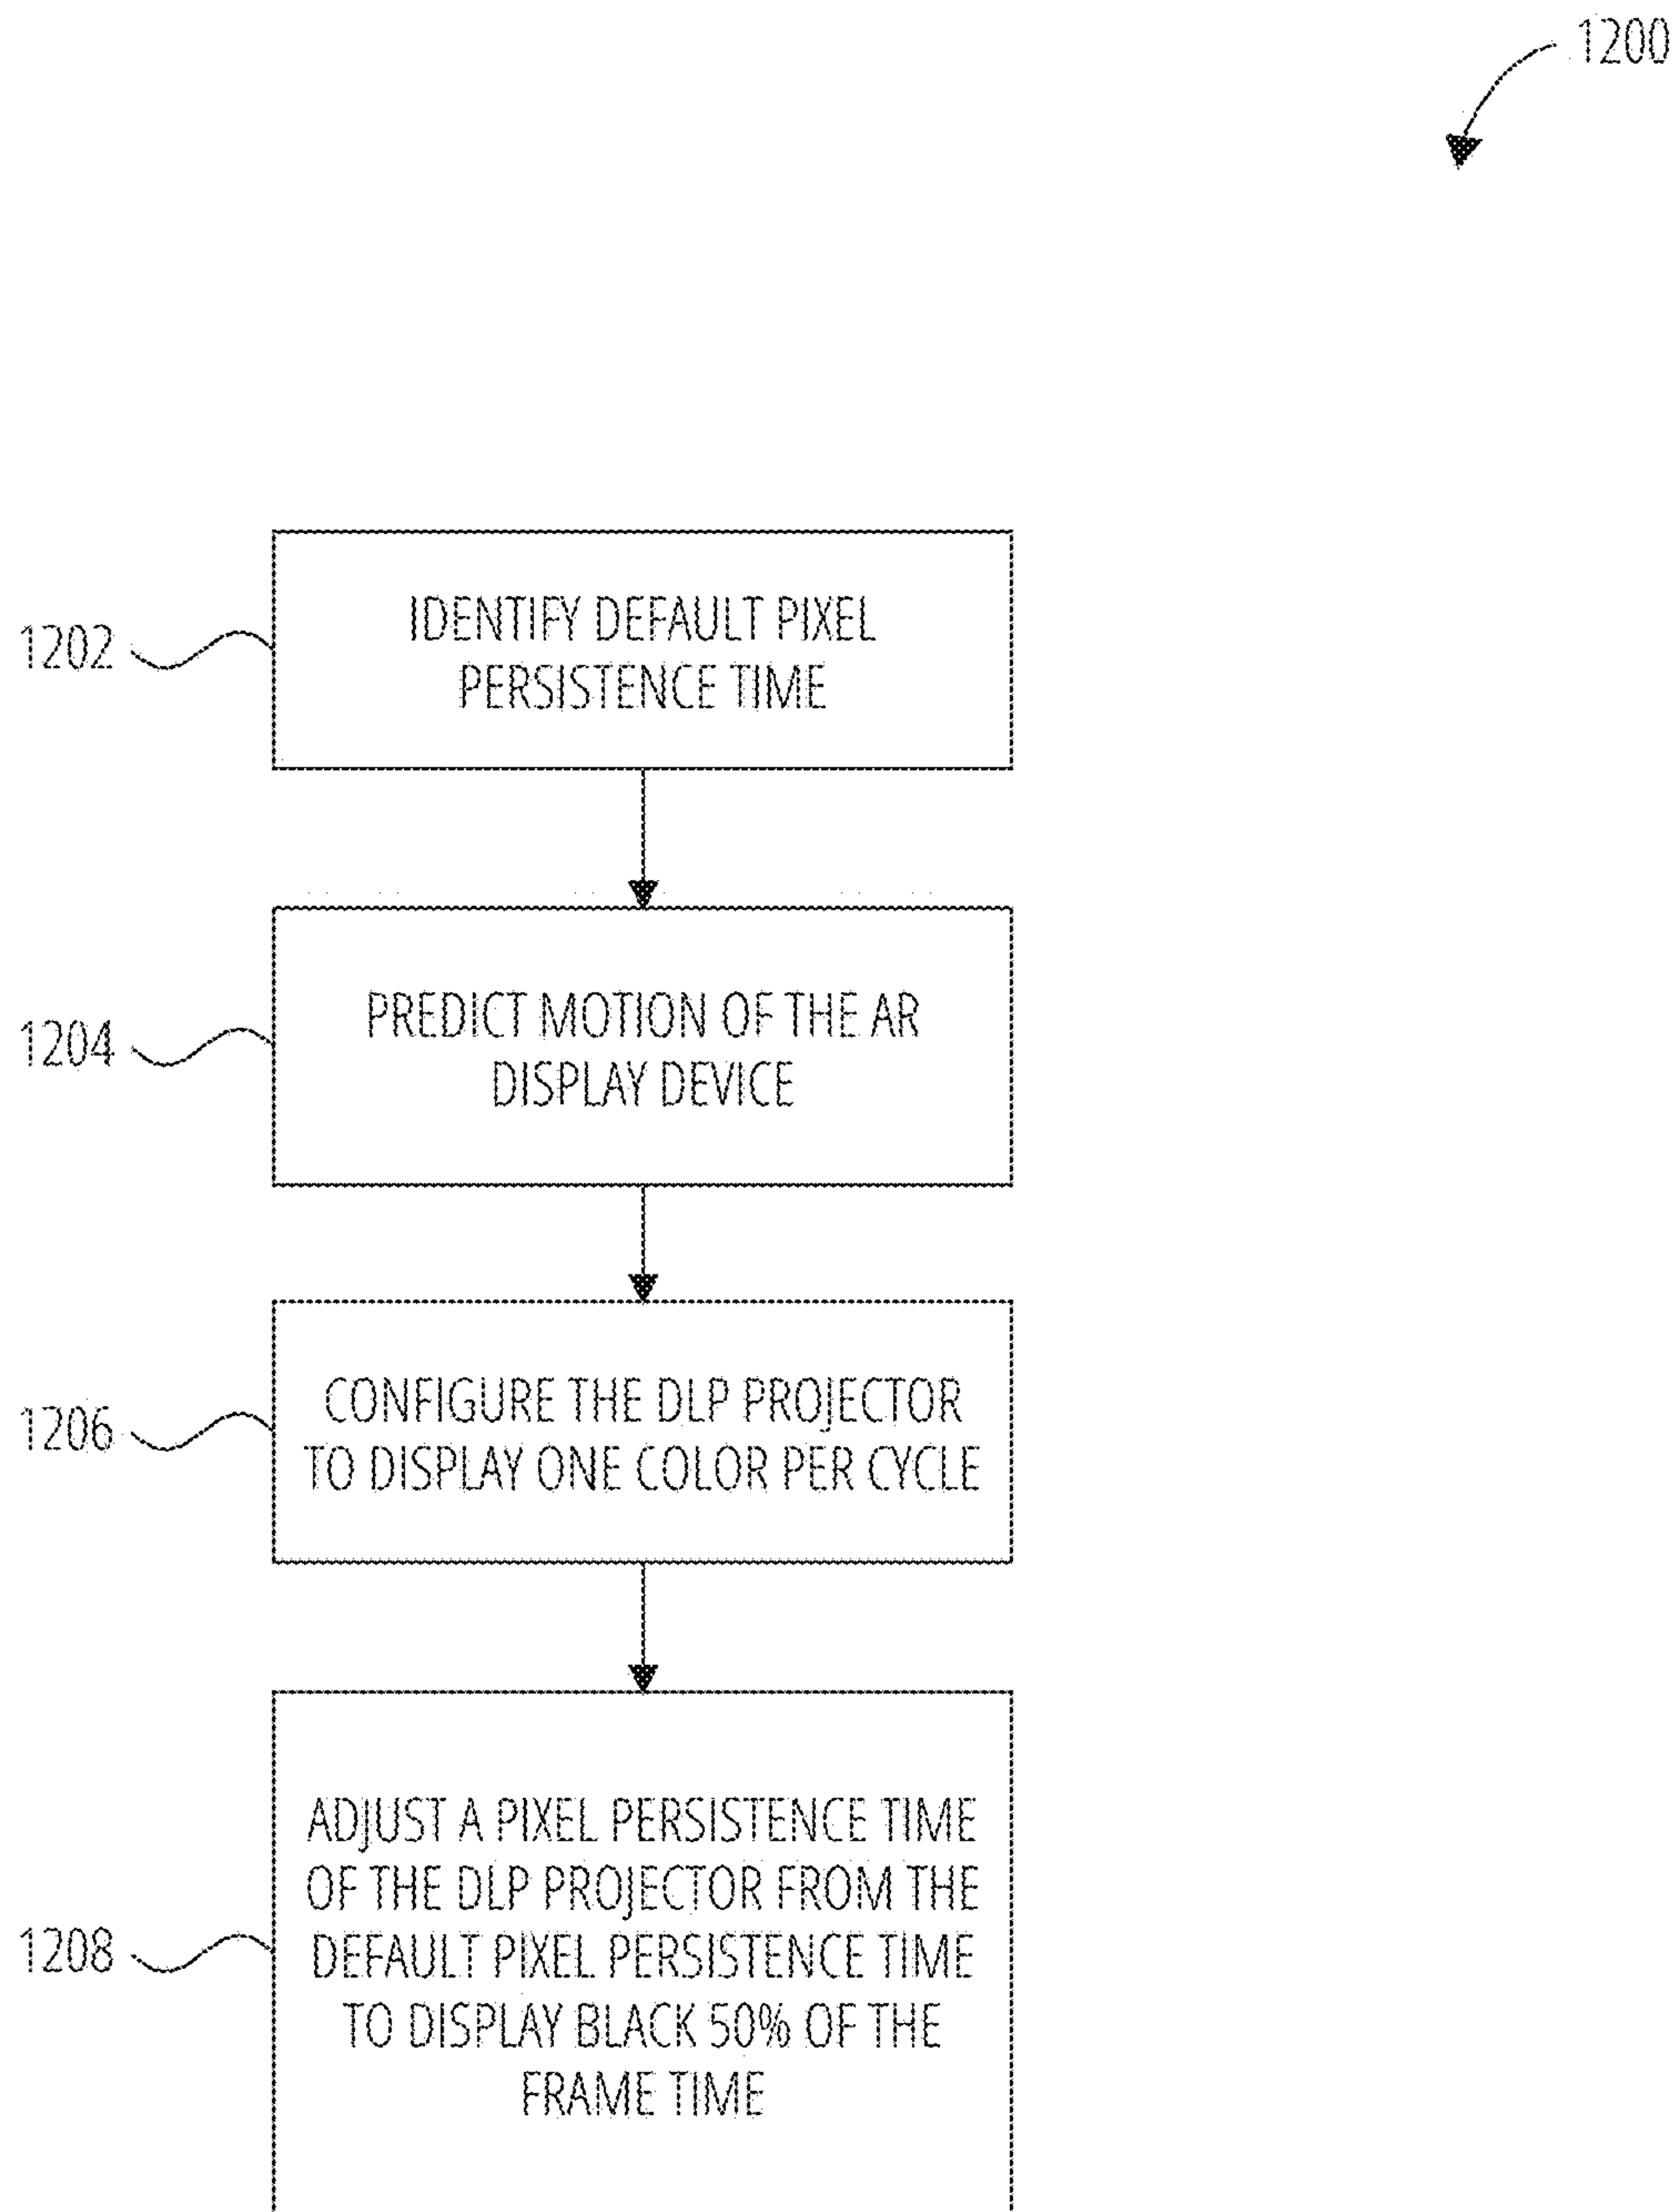 1200
1202
IDENTIFY DEFAULT PIXEL
PERSISTENCE TIME
1204
PREDICT MOTION OF THE AR
DISPLAY DEVICE
1206
CONFIGURE THE DLP PROJECTOR
TO DISPLAY ONE COLOR PER CYCLE
1208
ADJUST A PIXEL PERSISTENCE TIME
OF THE DLP PROJECTOR FROM THE
DEFAULT PIXEL PERSISTENCE TIME
TO DISPLAY BLACK 50% OF THE
FRAME TIME